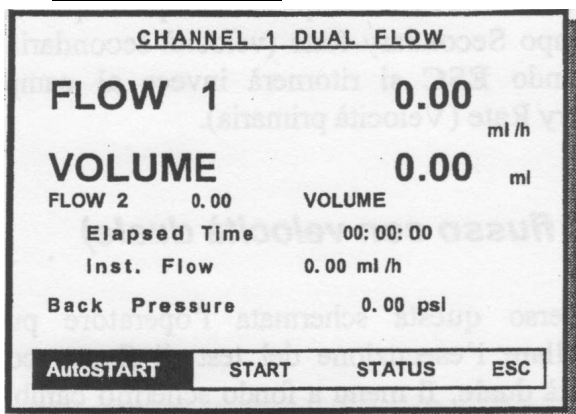 CHANNEL 1 DUAL FLOW
FLOW 1 0.00
ml /h
VOLUME 0.00 ml
FLOW 2 0.00 VOLUME
Elapsed Time 00:00:00
Inst. Flow 0.00 ml /h
Back Pressure 0.00 psi
AutoSTART START STATUS ESC